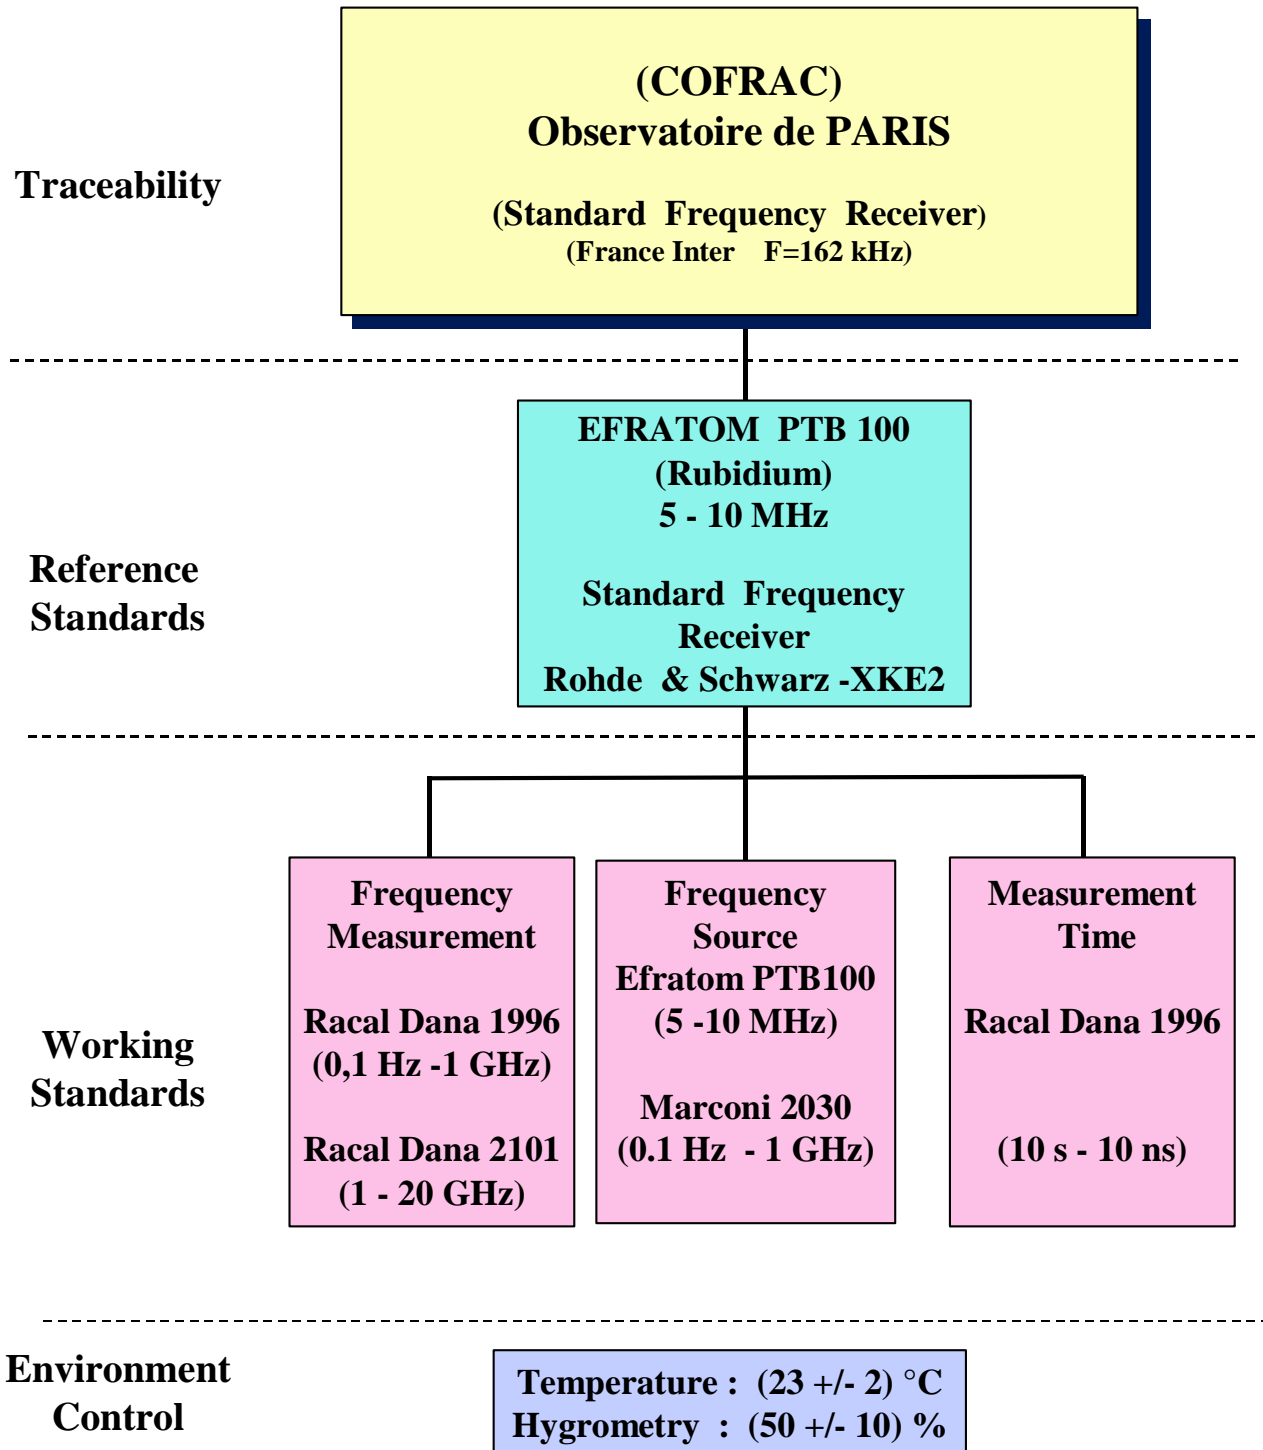 (COFRAC)
Observatoire de PARIS
Traceability
(Standard Frequency Receiver)
(France Inter F=162 kHz)
EFRATOM PTB 100
(Rubidium)
5 - 10 MHz
Reference
Standards
Standard Frequency
Receiver
Rohde & Schwarz -XKE2
Working
Standards
Frequency
Measurement
Racal Dana 1996
(0,1 Hz -1 GHz)
Racal Dana 2101
(1 - 20 GHz)
Frequency
Source
Efratom PTB100
(5 -10 MHz)
Marconi 2030
(0.1 Hz - 1 GHz)
Measurement
Time
Racal Dana 1996
(10 s - 10 ns)
Environment
Control
Temperature : (23 +/- 2) °C
Hygrometry : (50 +/- 10) %